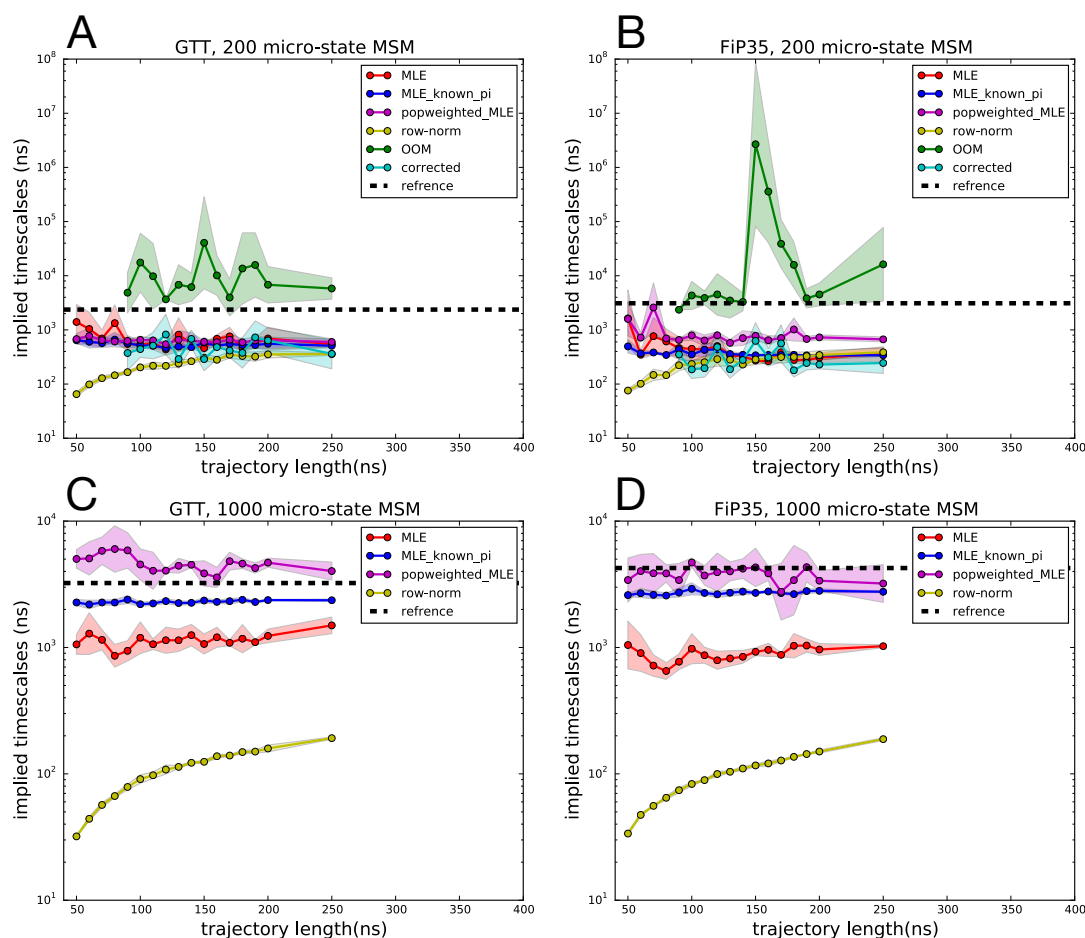 A
GTT, 200 micro-state MSM
implied timescalses (ns)
10^8
10^7
10^6
10^5
10^4
10^3
10^2
10^1
MLE
MLE_known_pi
popweighted_MLE
row-norm
OOM
corrected
refrence
50 100 150 200 250 300 350 400
trajectory length(ns)
B
FiP35, 200 micro-state MSM
implied timescalses (ns)
10^8
10^7
10^6
10^5
10^4
10^3
10^2
10^1
MLE
MLE_known_pi
popweighted_MLE
row-norm
OOM
corrected
refrence
50 100 150 200 250 300 350 400
trajectory length(ns)
C
GTT, 1000 micro-state MSM
implied timescalses (ns)
10^4
10^3
10^2
10^1
MLE
MLE_known_pi
popweighted_MLE
row-norm
refrence
50 100 150 200 250 300 350 400
trajectory length(ns)
D
FiP35, 1000 micro-state MSM
implied timescalses (ns)
10^4
10^3
10^2
10^1
MLE
MLE_known_pi
popweighted_MLE
row-norm
refrence
50 100 150 200 250 300 350 400
trajectory length(ns)